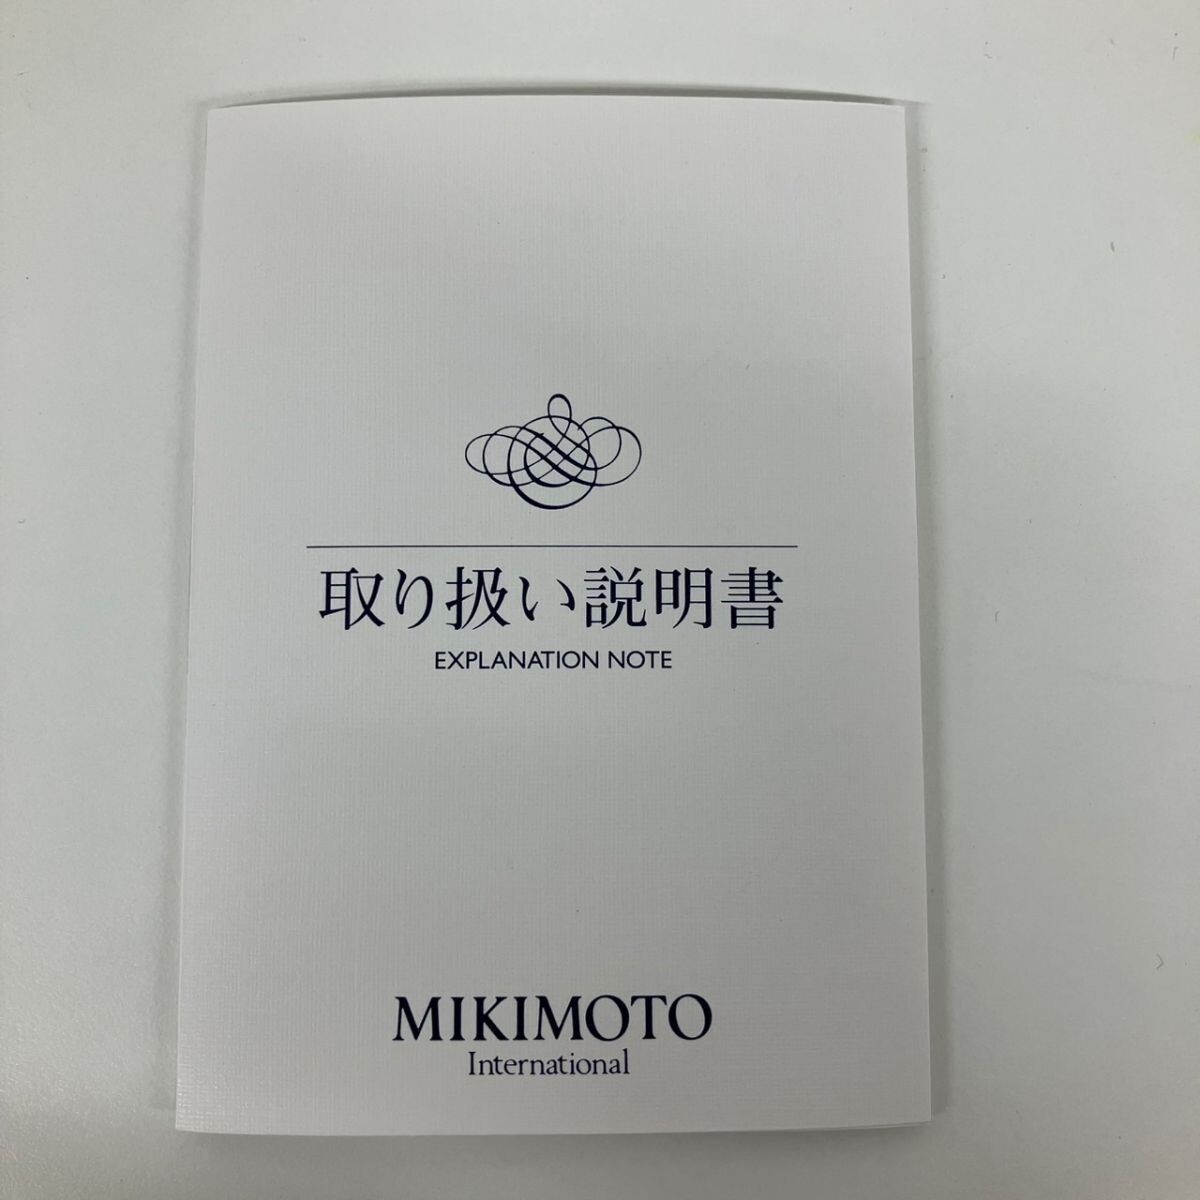 取り扱い説明書
EXPLANATION NOTE
MIKIMOTO
International